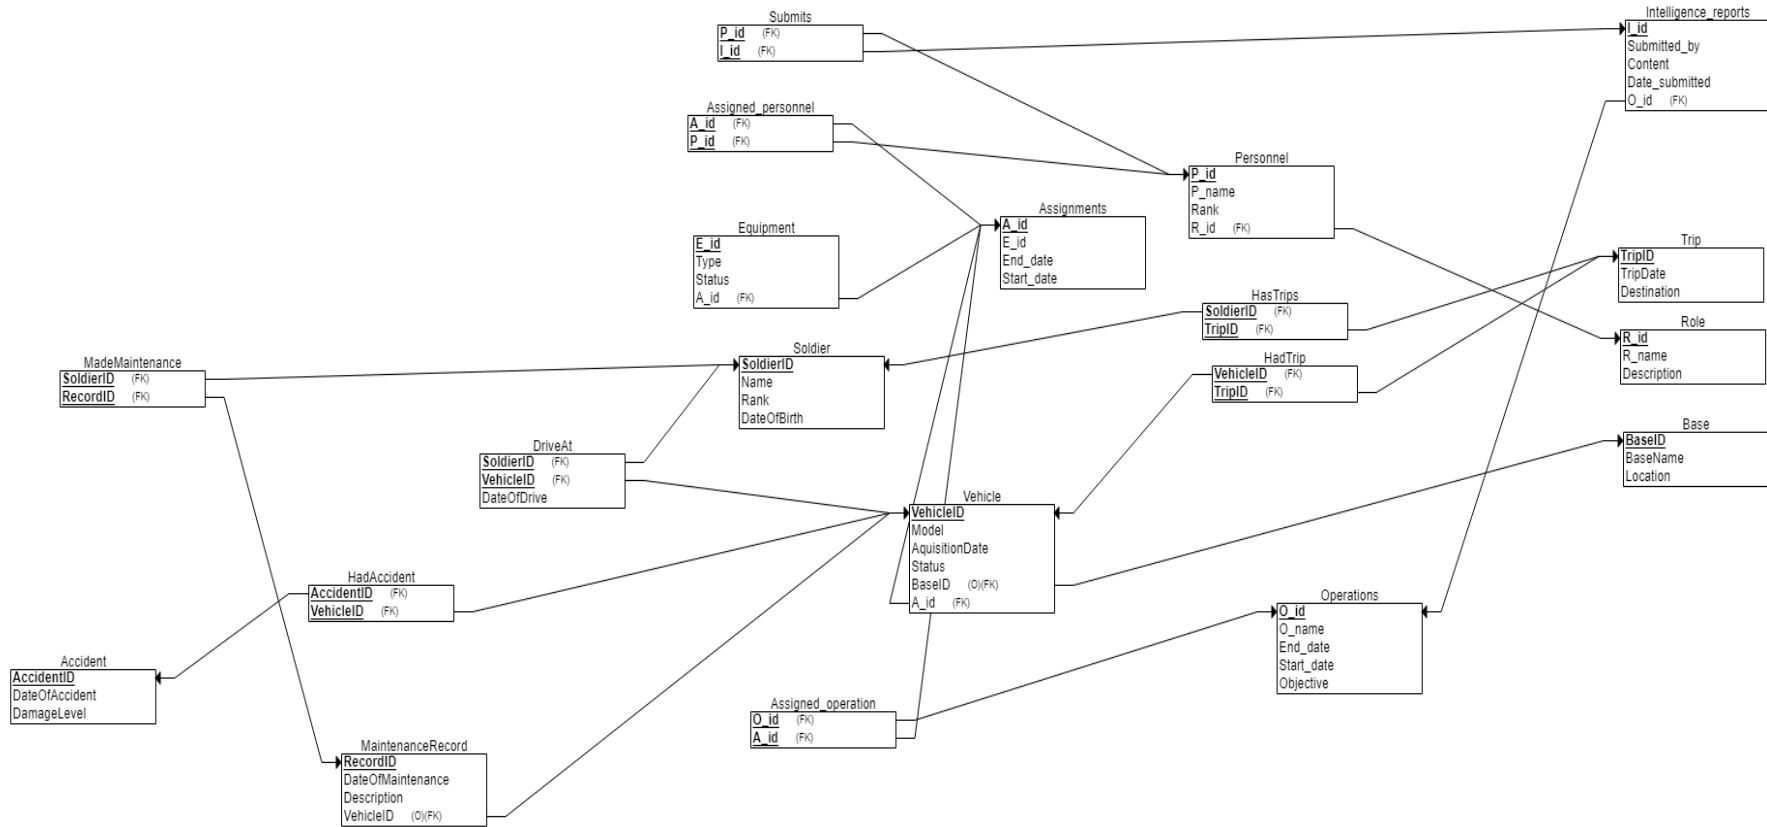 Submits
P_id (FK)
I_id (FK)
Intelligence_reports
I_id
Submitted_by
Content
Date_submitted
O_id (FK)
Assigned_personnel
A_id (FK)
P_id (FK)
Personnel
P_id
P_name
Rank
R_id (FK)
Assignments
A_id
E_id
End_date
Start_date
Equipment
E_id
Type
Status
A_id (FK)
Trip
TripID
TripDate
Destination
HasTrips
SoldierID (FK)
TripID (FK)
Role
R_id
R_name
Description
Soldier
SoldierID
Name
Rank
DateOfBirth
HadTrip
VehicleID (FK)
TripID (FK)
MadeMaintenance
SoldierID (FK)
RecordID (FK)
Base
BaseID
BaseName
Location
DriveAt
SoldierID (FK)
VehicleID (FK)
DateOfDrive
Vehicle
VehicleID
Model
AquisitionDate
Status
BaseID (O)(FK)
A_id (FK)
HadAccident
AccidentID (FK)
VehicleID (FK)
Operations
O_id
O_name
End_date
Start_date
Objective
Accident
AccidentID
DateOfAccident
DamageLevel
Assigned_operation
O_id (FK)
A_id (FK)
MaintenanceRecord
RecordID
DateOfMaintenance
Description
VehicleID (O)(FK)